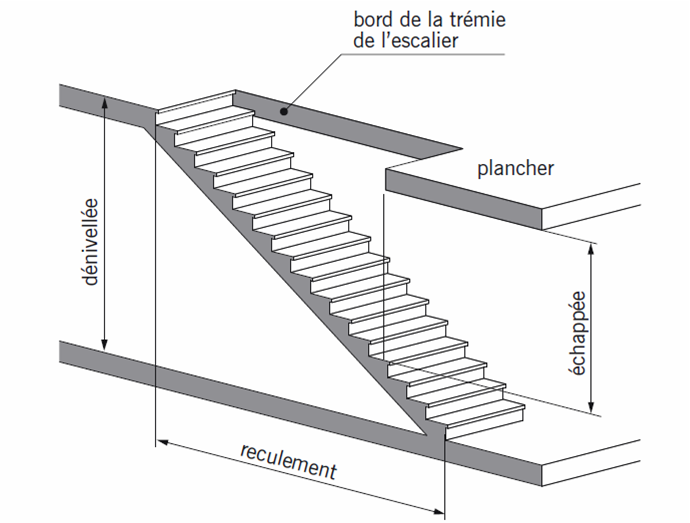 bord de la trémie
de l'escalier
plancher
dénivellée
échappée
reculement